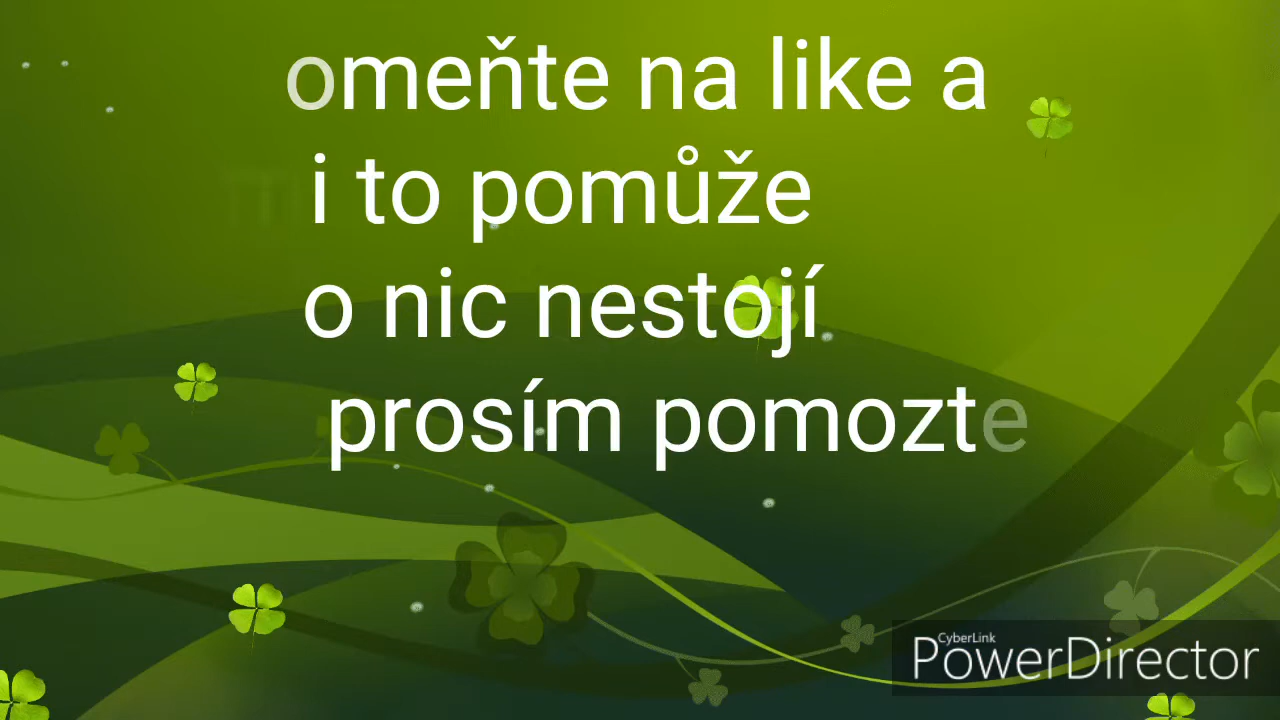 omeňte na like a
i to pomůže
o nic nestojí
prosím pomozte
CyberLink
PowerDirector